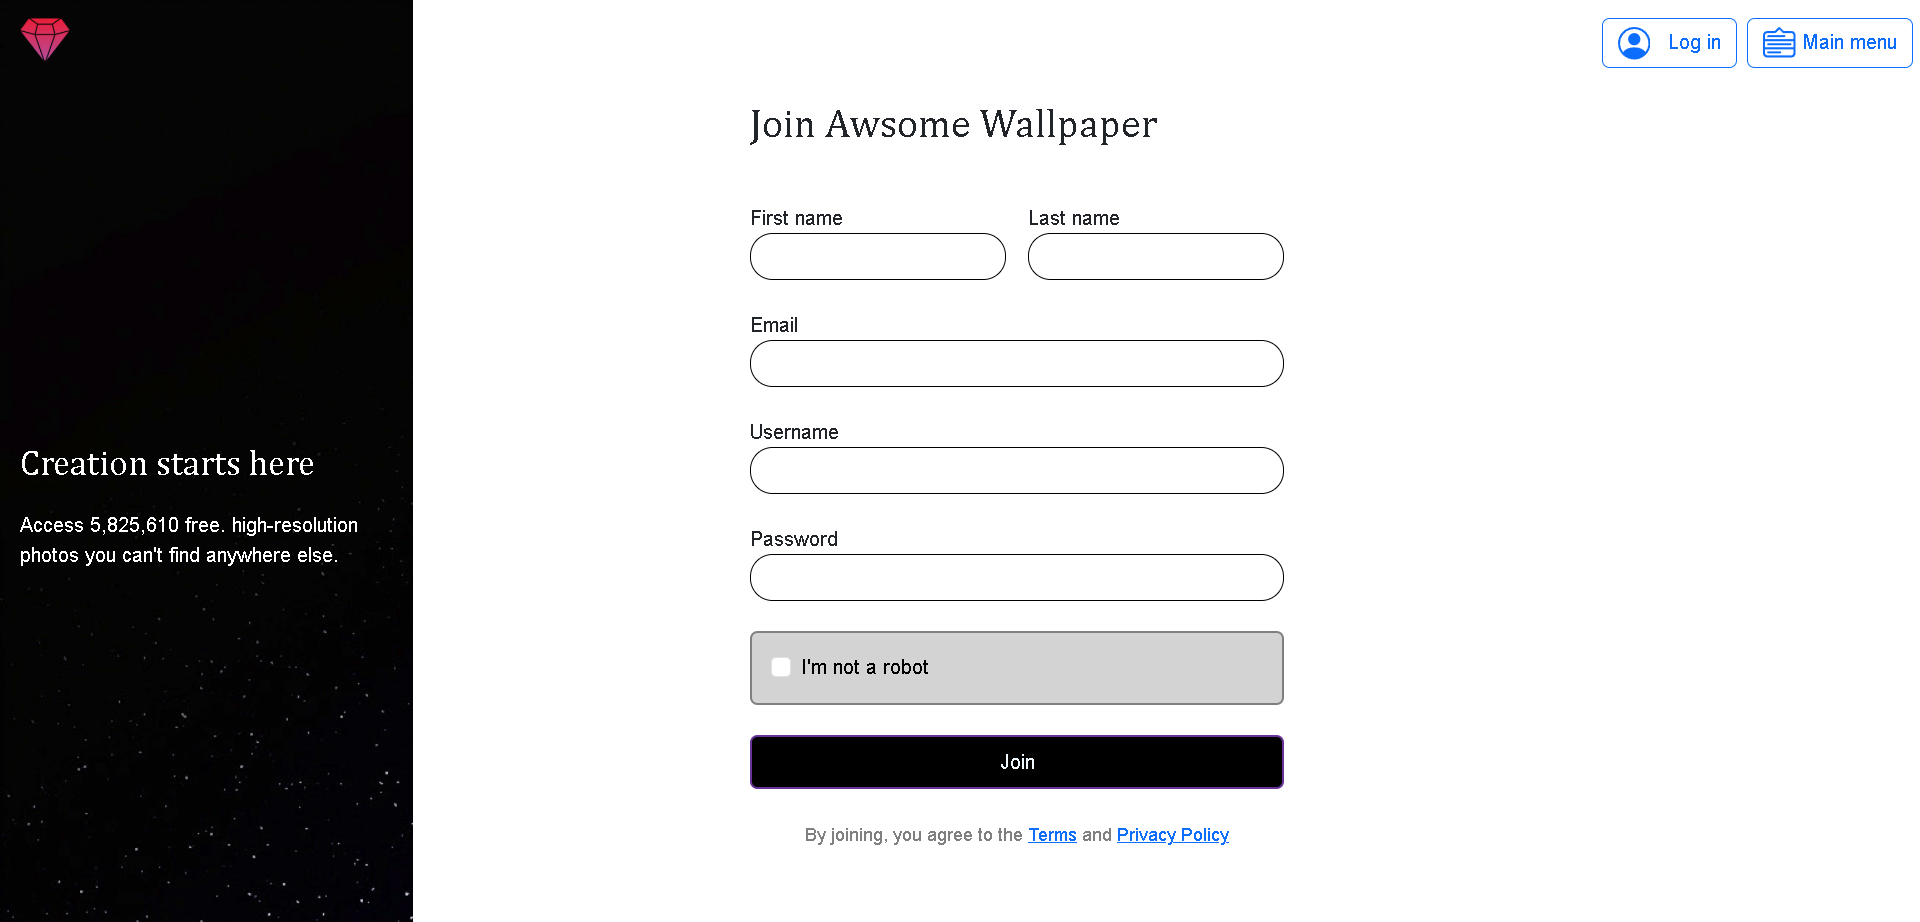 Log in
Main menu
Join Awsome Wallpaper
First name
Last name
Email
Username
Password
I'm not a robot
Join
By joining, you agree to the Terms and Privacy Policy
Creation starts here
Access 5,825,610 free. high-resolution
photos you can't find anywhere else.